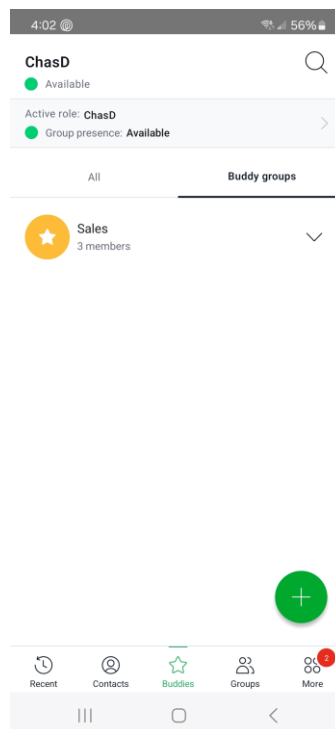 4:02 56%
ChasD
Available
Active role: ChasD
Group presence: Available
All Buddy groups
Sales
3 members
2
Recent Contacts Buddies Groups More